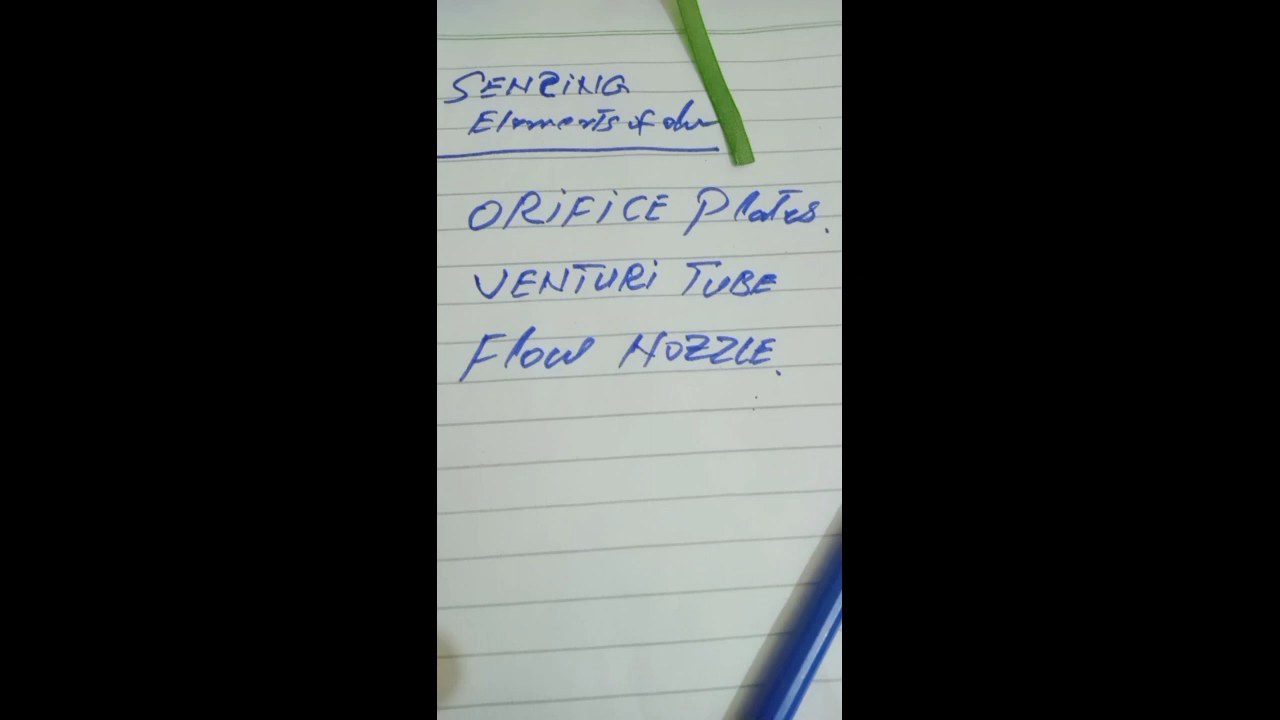 SENSING
Elements of
ORIFICE Plates.
VENTURI TUBE
Flow NOZZLE.